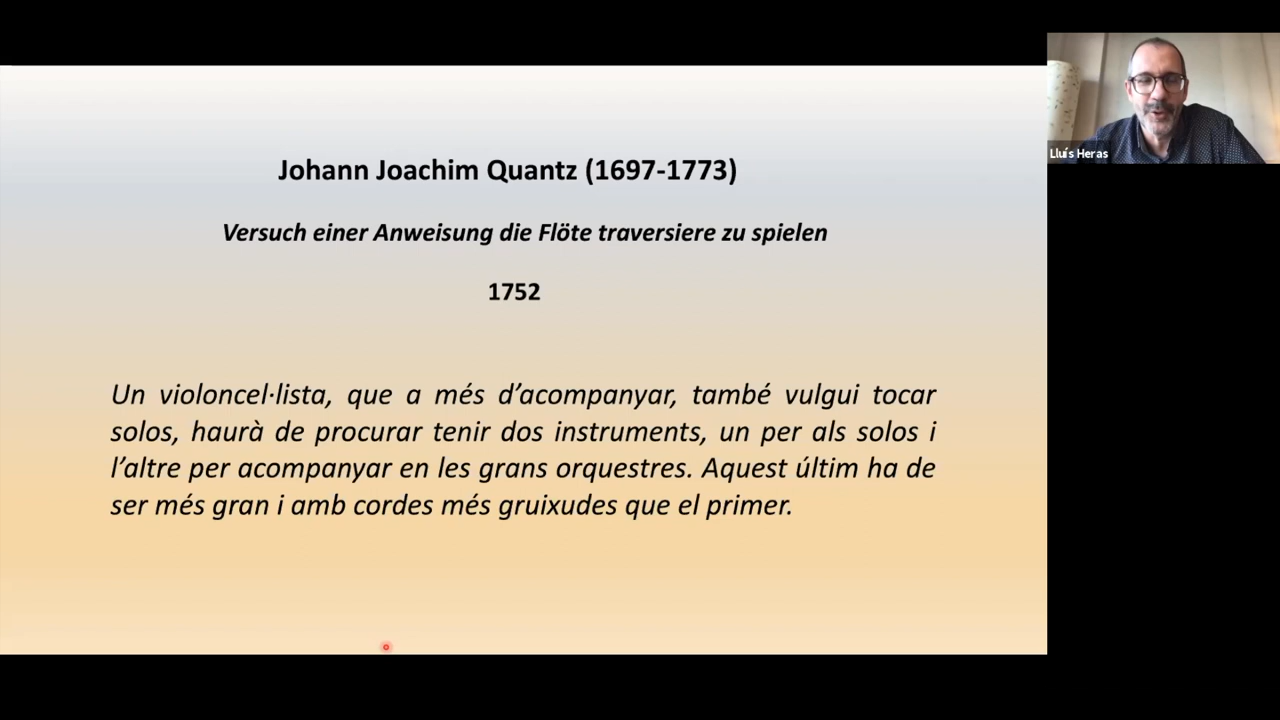 Johann Joachim Quantz (1697-1773)
Versuch einer Anweisung die Flöte traversiere zu spielen
1752
Un violoncel·lista, que a més d’acompanyar, també vulgui tocar
solos, haurà de procurar tenir dos instruments, un per als solos i
l’altre per acompanyar en les grans orquestres. Aquest últim ha de
ser més gran i amb cordes més gruixudes que el primer.
Lluís Heras